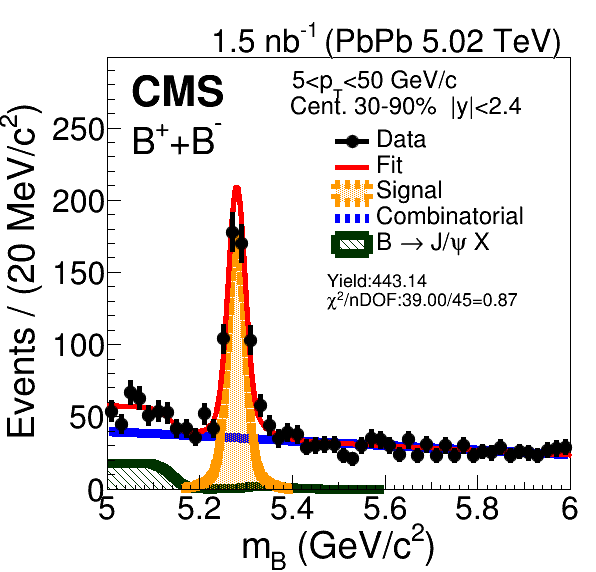 1.5 nb⁻¹ (PbPb 5.02 TeV)
CMS
B⁺+B⁻
5<p_T<50 GeV/c
Cent. 30-90% |y|<2.4
Data
Fit
Signal
Combinatorial
B → J/ψ X
Yield:443.14
χ²/nDOF:39.00/45=0.87
Events / (20 MeV/c²)
250
200
150
100
50
0
5 5.2 5.4 5.6 5.8 6
m_B (GeV/c²)